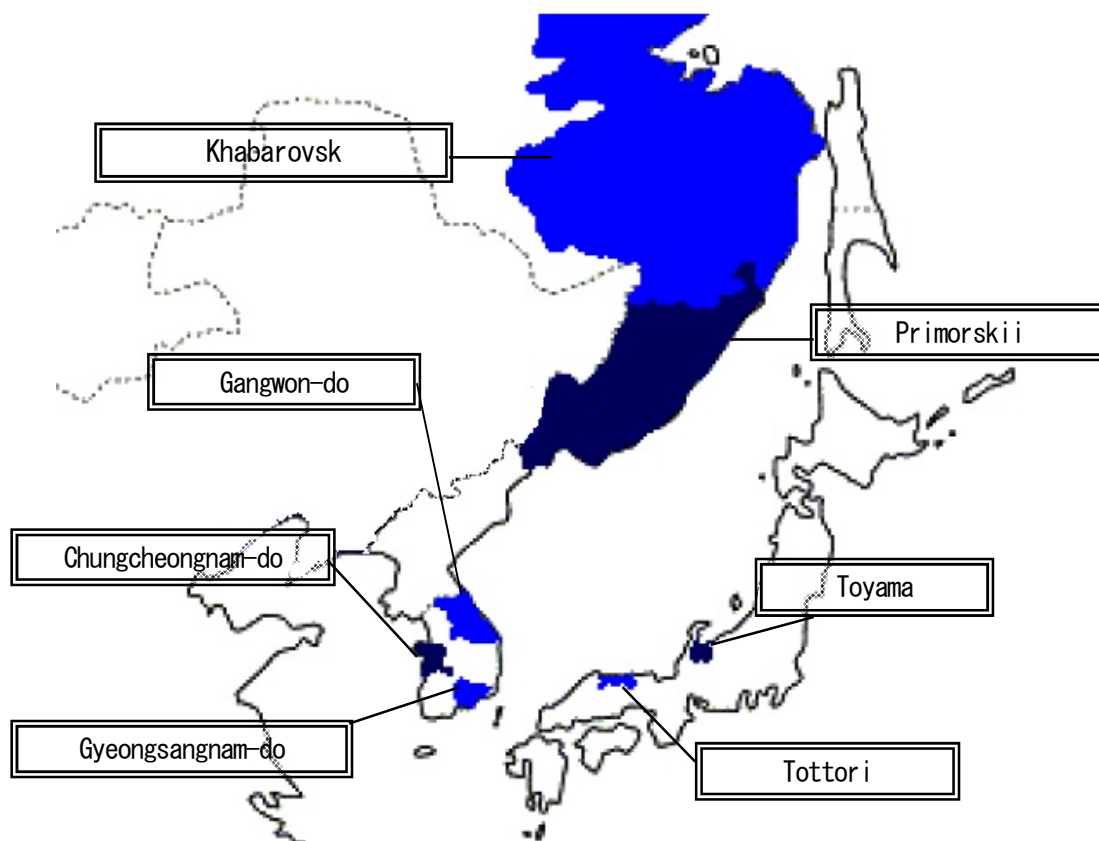 Khabarovsk
Primorskii
Gangwon-do
Chungcheongnam-do
Toyama
Gyeongsangnam-do
Tottori